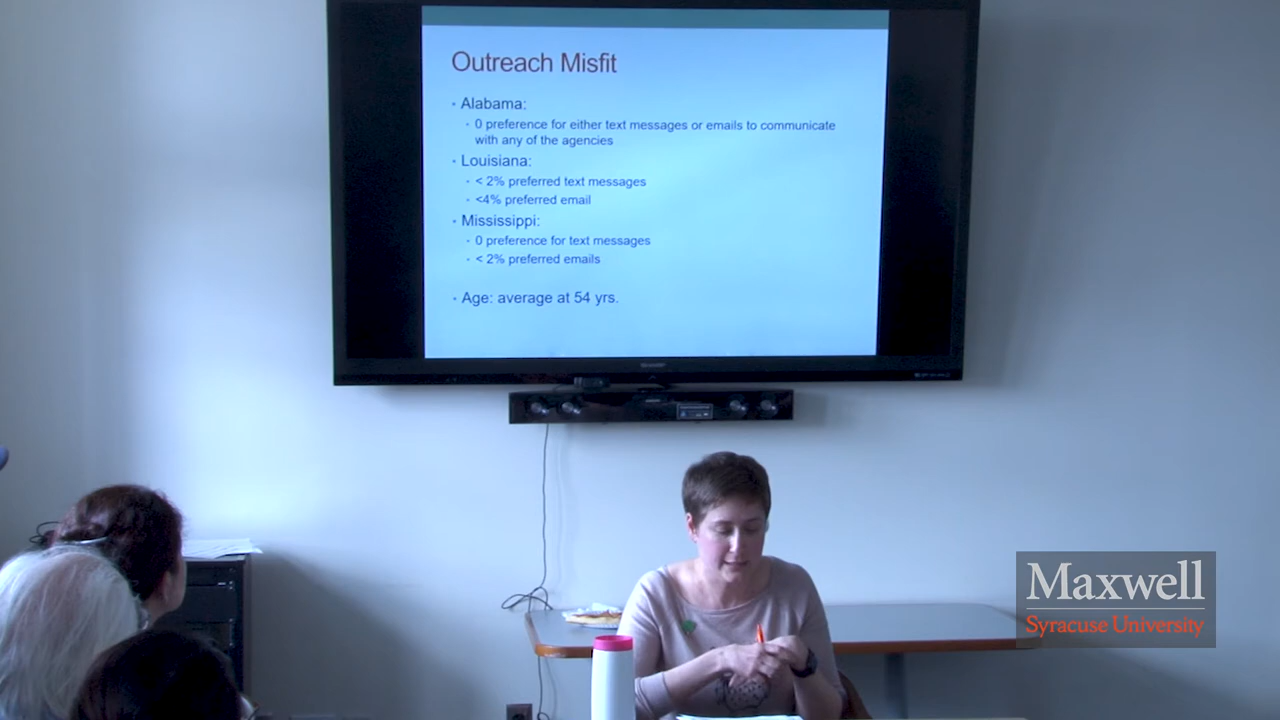 Outreach Misfit
• Alabama:
• 0 preference for either text messages or emails to communicate
with any of the agencies
• Louisiana:
• < 2% preferred text messages
• <4% preferred email
• Mississippi:
• 0 preference for text messages
• < 2% preferred emails
• Age: average at 54 yrs.
SHARP
Maxwell
Syracuse University